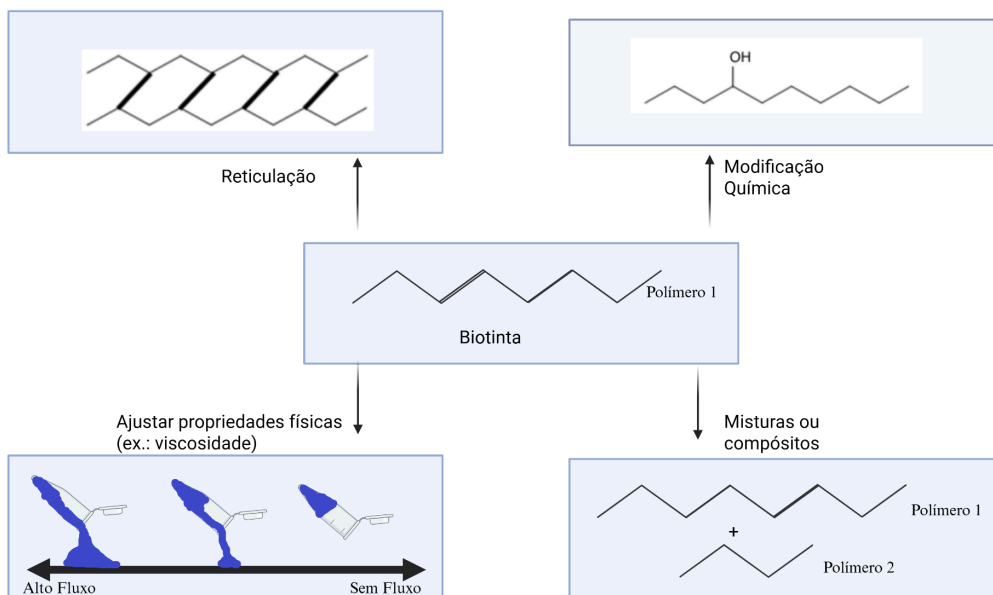 OH
Reticulação
Modificação
Química
Polímero 1
Biotinta
Ajustar propriedades físicas
(ex.: viscosidade)
Misturas ou
compósitos
Alto Fluxo
Sem Fluxo
Polímero 1
+
Polímero 2